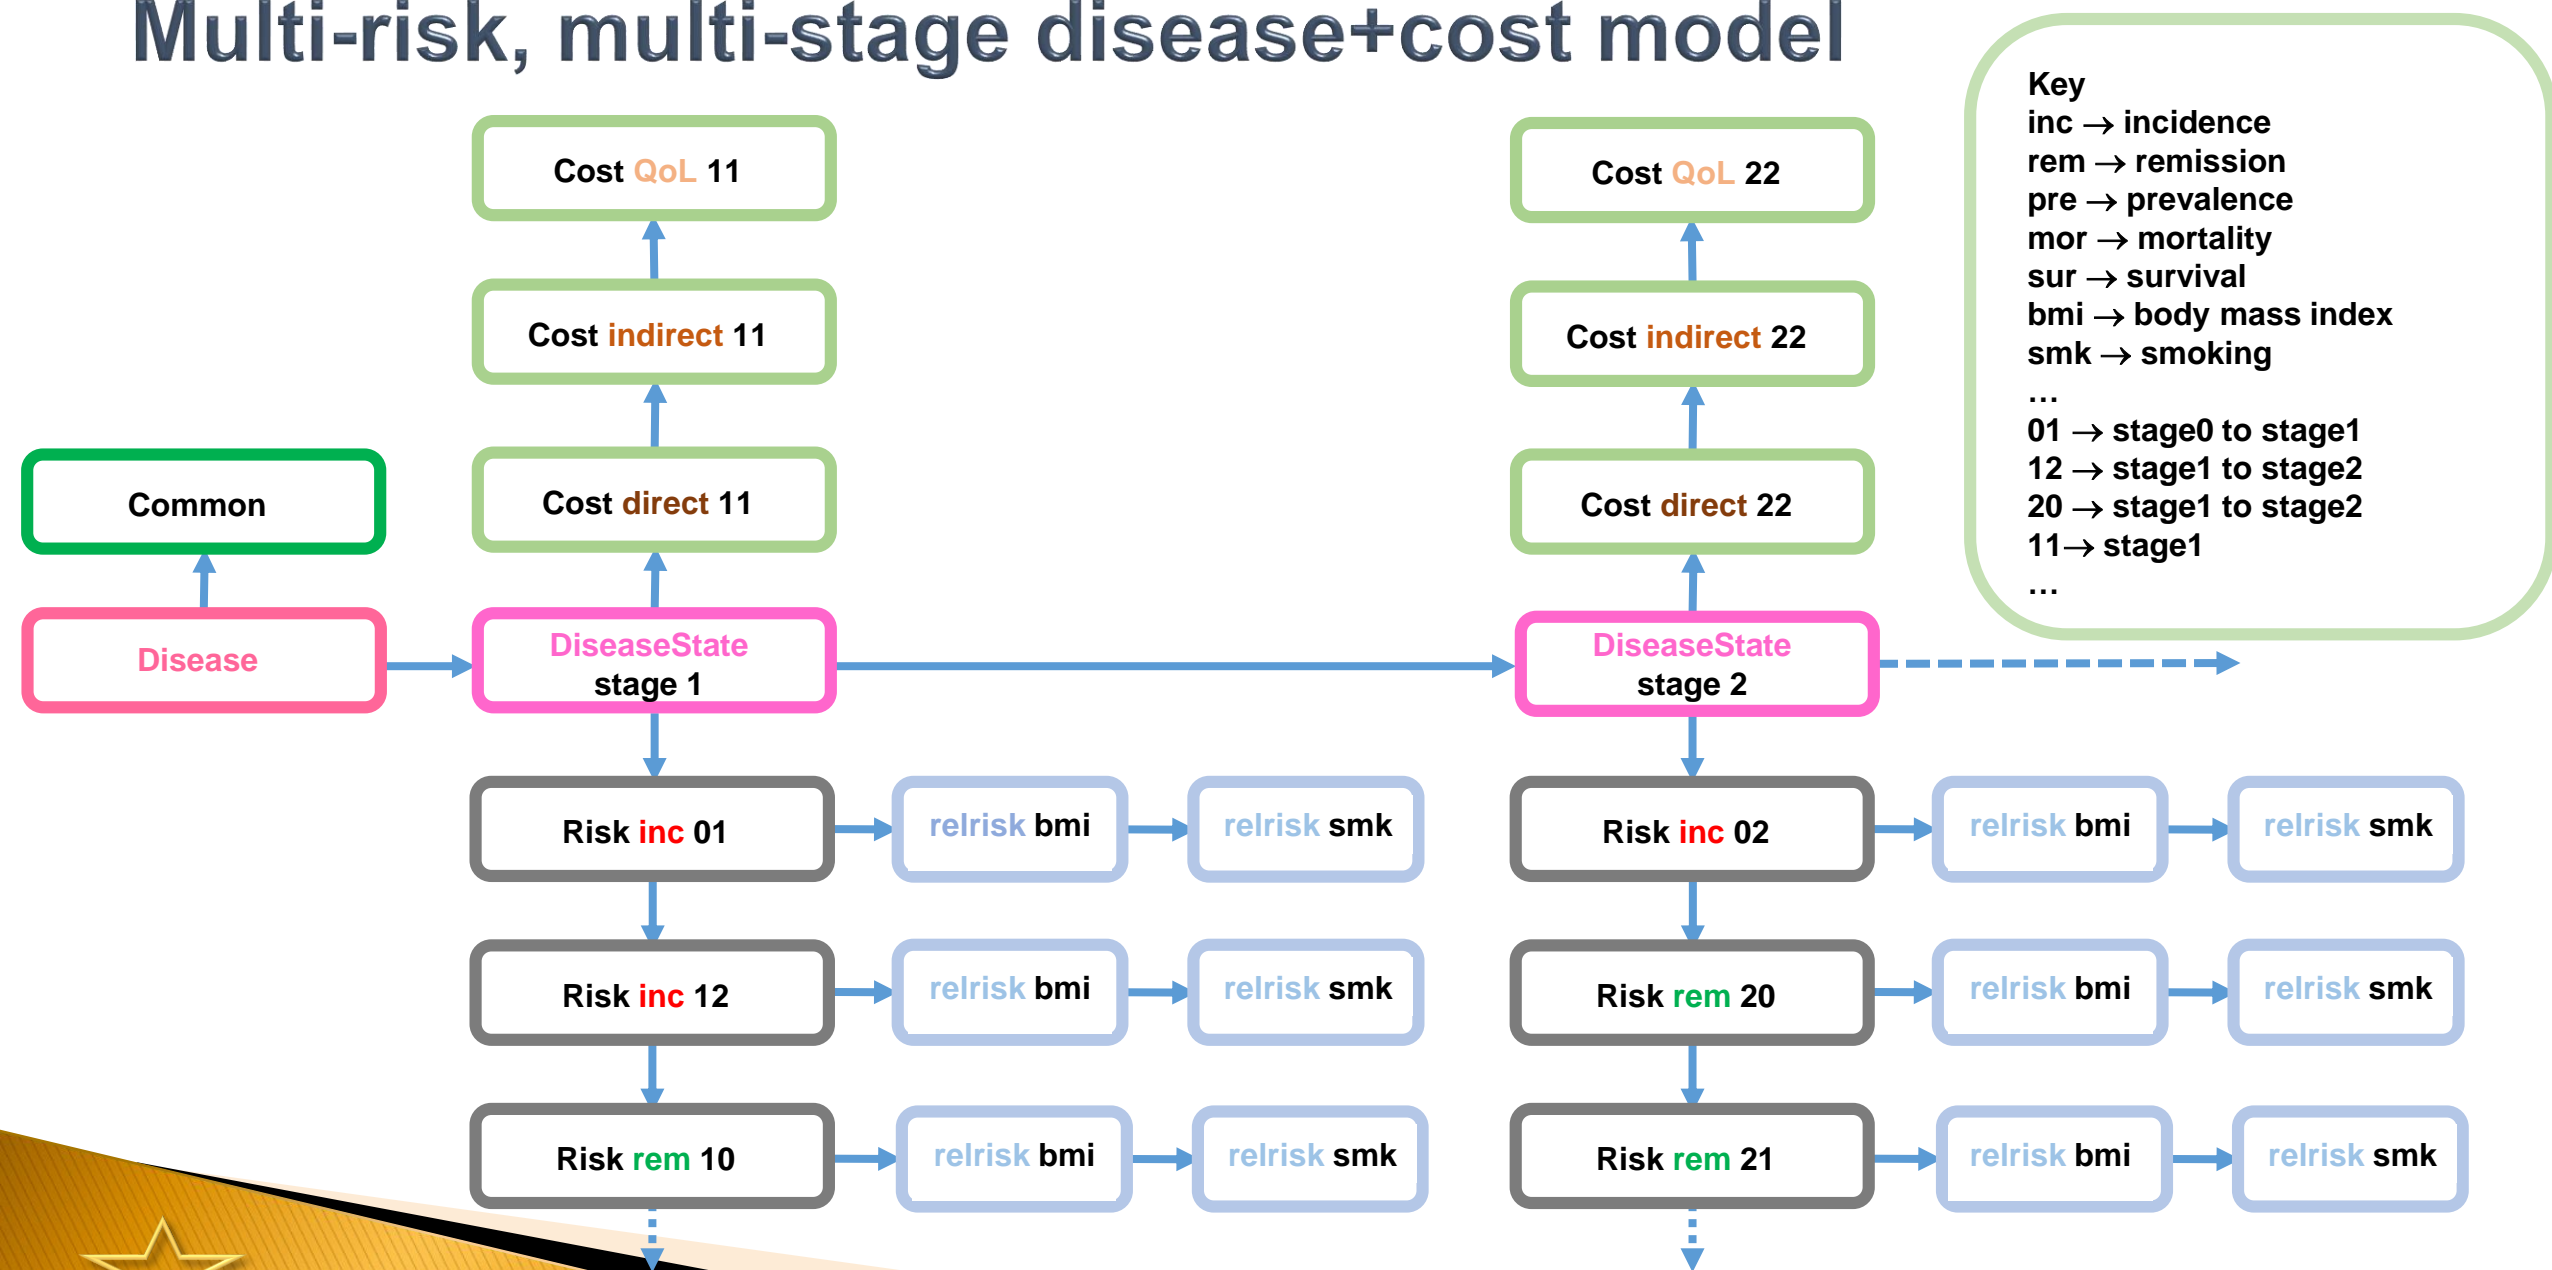 Multi-risk, multi-stage disease+cost model
Key
inc → incidence
rem → remission
pre → prevalence
mor → mortality
sur → survival
bmi → body mass index
smk → smoking
…
01 → stage0 to stage1
12 → stage1 to stage2
20 → stage1 to stage2
11→ stage1
…
Cost QoL 11
Cost QoL 22
Cost indirect 11
Cost indirect 22
Common
Cost direct 11
Cost direct 22
Disease
DiseaseState
stage 1
DiseaseState
stage 2
Risk inc 01
relrisk bmi
relrisk smk
Risk inc 02
relrisk bmi
relrisk smk
Risk inc 12
relrisk bmi
relrisk smk
Risk rem 20
relrisk bmi
relrisk smk
Risk rem 10
relrisk bmi
relrisk smk
Risk rem 21
relrisk bmi
relrisk smk